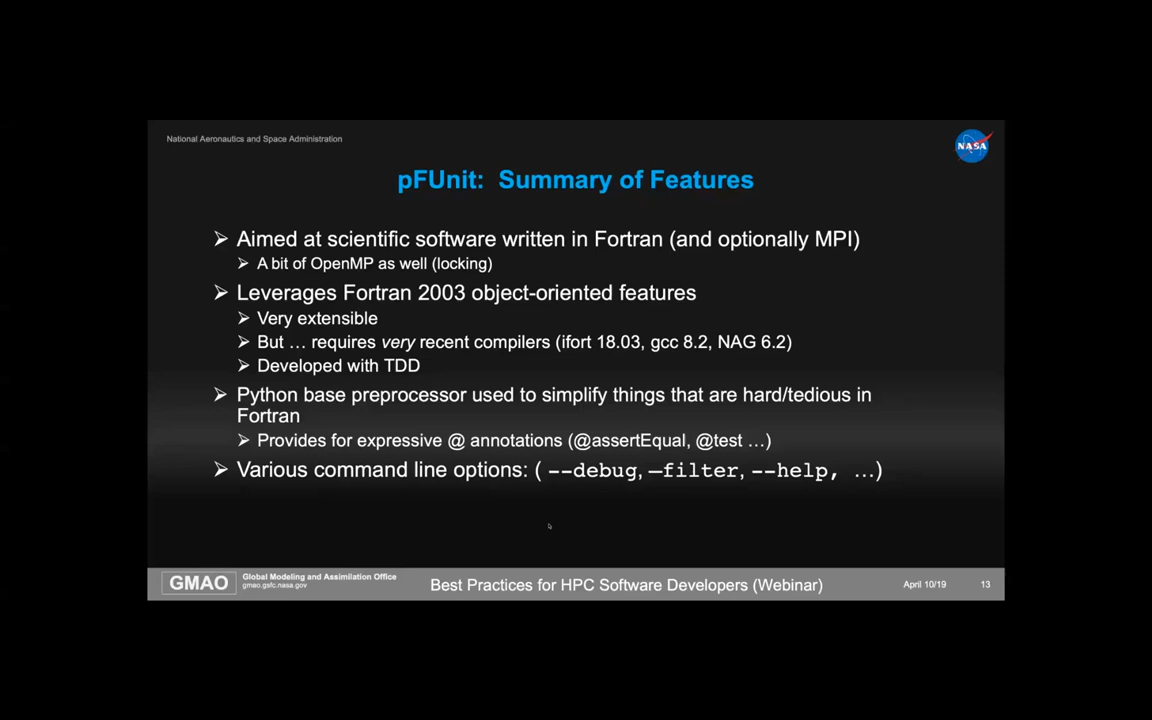 National Aeronautics and Space Administration
NASA
pFUnit: Summary of Features
➢ Aimed at scientific software written in Fortran (and optionally MPI)
➢ A bit of OpenMP as well (locking)
➢ Leverages Fortran 2003 object-oriented features
➢ Very extensible
➢ But … requires very recent compilers (ifort 18.03, gcc 8.2, NAG 6.2)
➢ Developed with TDD
➢ Python base preprocessor used to simplify things that are hard/tedious in
Fortran
➢ Provides for expressive @ annotations (@assertEqual, @test …)
➢ Various command line options: ( --debug, –filter, --help, …)
GMAO
Global Modeling and Assimilation Office
gmao.gsfc.nasa.gov
Best Practices for HPC Software Developers (Webinar)
April 10/19
13